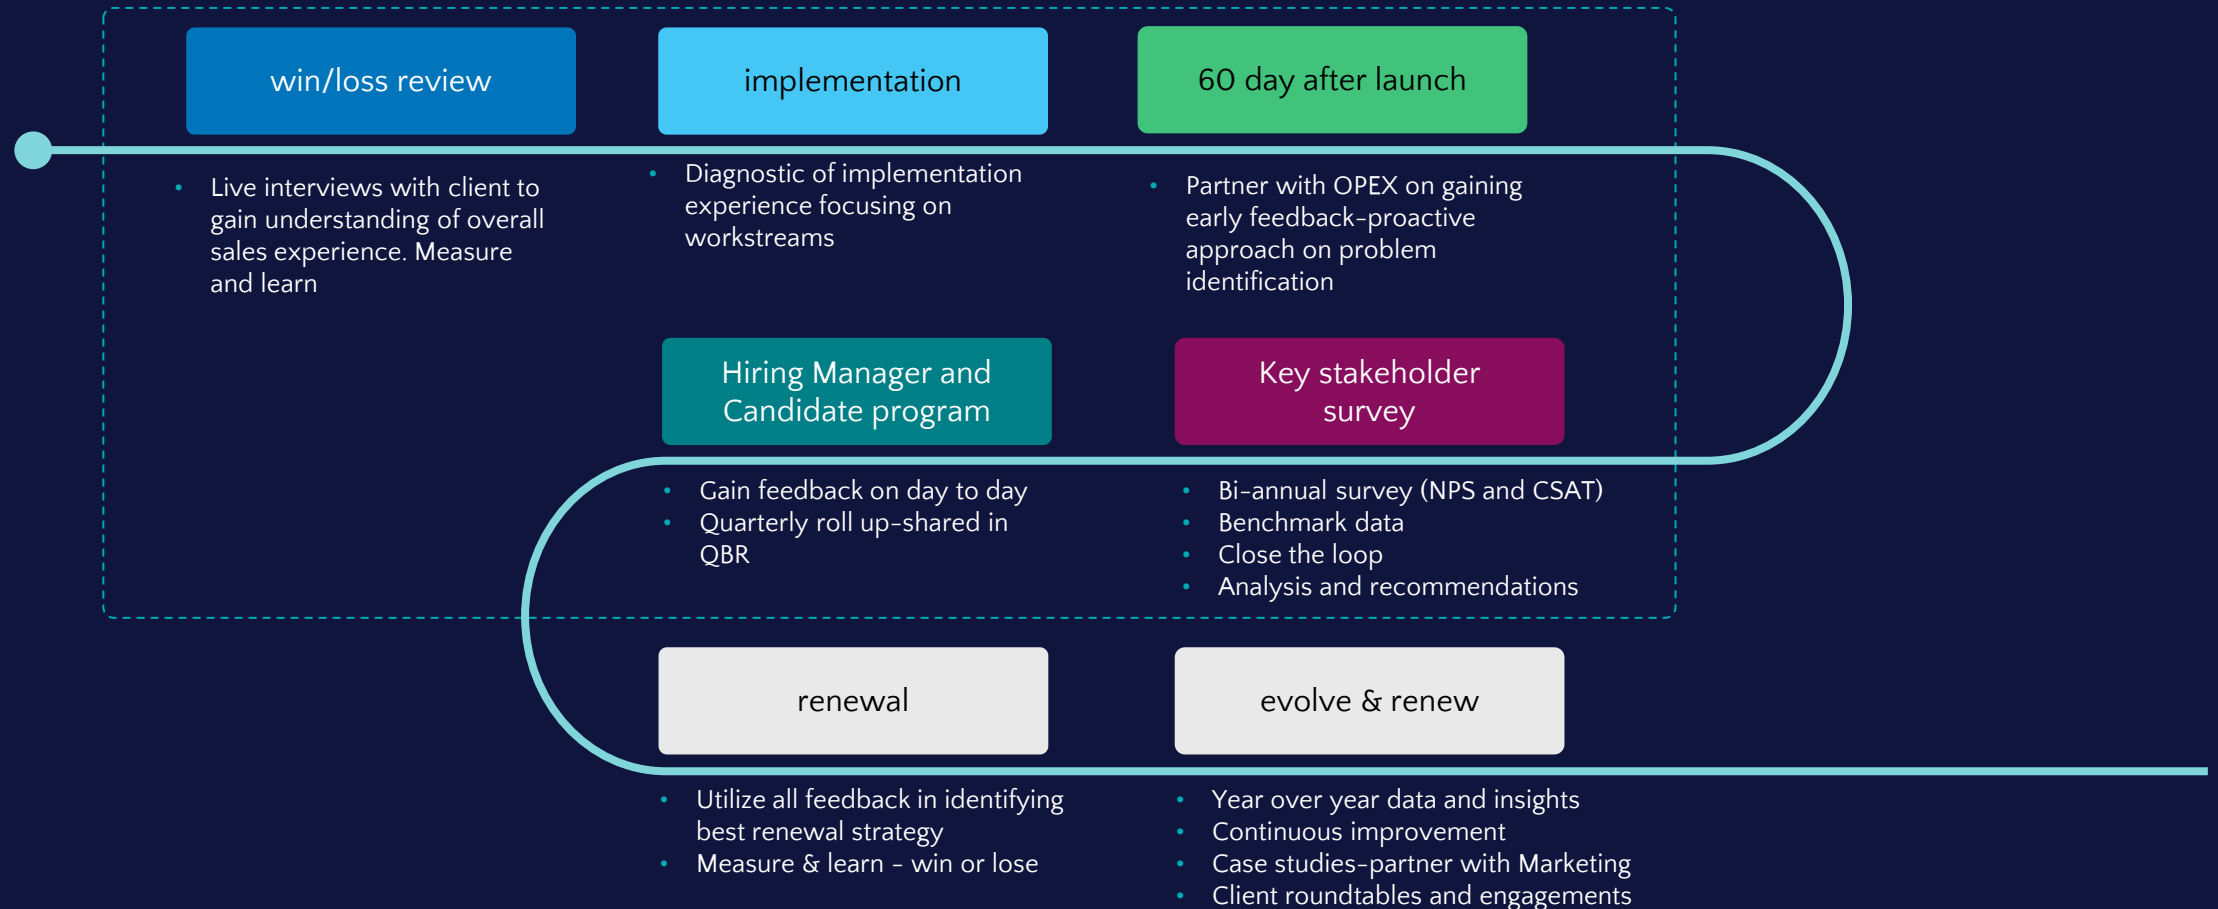 win/loss review
implementation
60 day after launch
• Live interviews with client to
gain understanding of overall
sales experience. Measure
and learn
• Diagnostic of implementation
experience focusing on
workstreams
• Partner with OPEX on gaining
early feedback-proactive
approach on problem
identification
Hiring Manager and
Candidate program
Key stakeholder
survey
• Gain feedback on day to day
• Quarterly roll up-shared in
QBR
• Bi-annual survey (NPS and CSAT)
• Benchmark data
• Close the loop
• Analysis and recommendations
renewal
evolve & renew
• Utilize all feedback in identifying
best renewal strategy
• Measure & learn - win or lose
• Year over year data and insights
• Continuous improvement
• Case studies-partner with Marketing
• Client roundtables and engagements